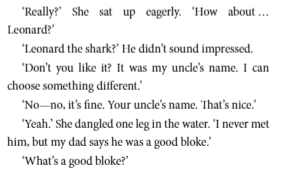 ‘Really?’ She sat up eagerly. ‘How about …
Leonard?’
‘Leonard the shark?’ He didn’t sound impressed.
‘Don’t you like it? It was my uncle’s name. I can
choose something different.’
‘No—no, it’s fine. Your uncle’s name. That’s nice.’
‘Yeah.’ She dangled one leg in the water. ‘I never met
him, but my dad says he was a good bloke.’
‘What’s a good bloke?’